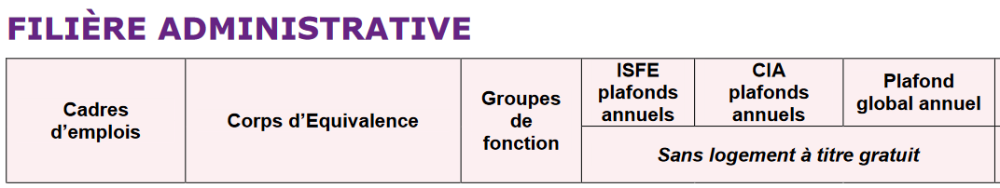 FILIÈRE ADMINISTRATIVE
Cadres
d’emplois
Corps d’Equivalence
Groupes
de
fonction
ISFE
plafonds
annuels
CIA
plafonds
annuels
Plafond
global annuel
Sans logement à titre gratuit